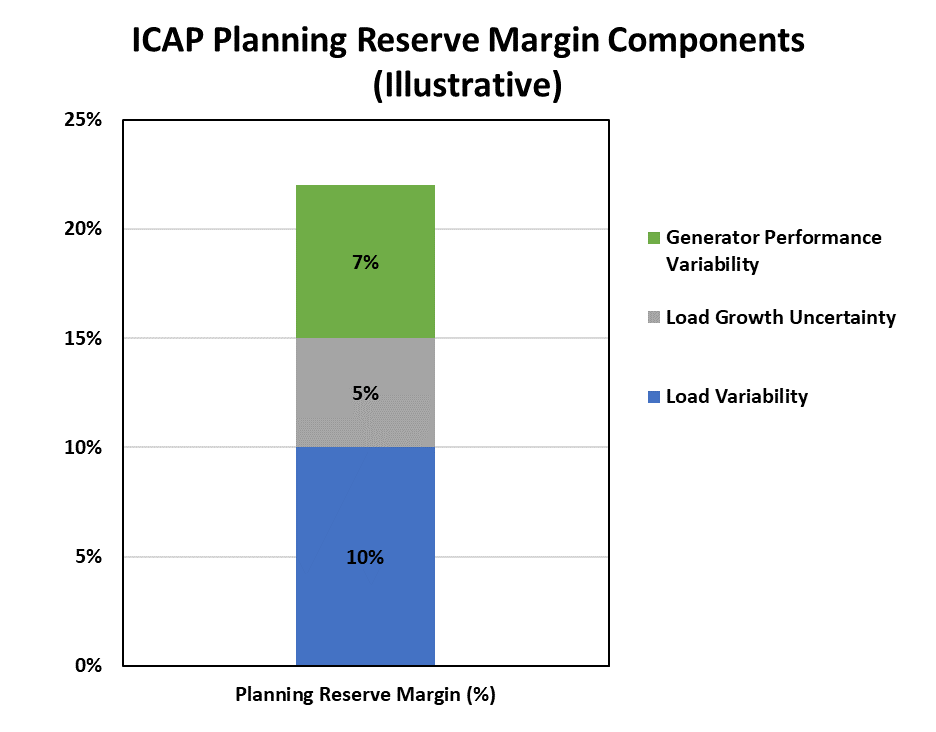 ICAP Planning Reserve Margin Components
(Illustrative)
25%
20%
15%
10%
5%
0%
7%
5%
10%
Planning Reserve Margin (%)
Generator Performance
Variability
Load Growth Uncertainty
Load Variability